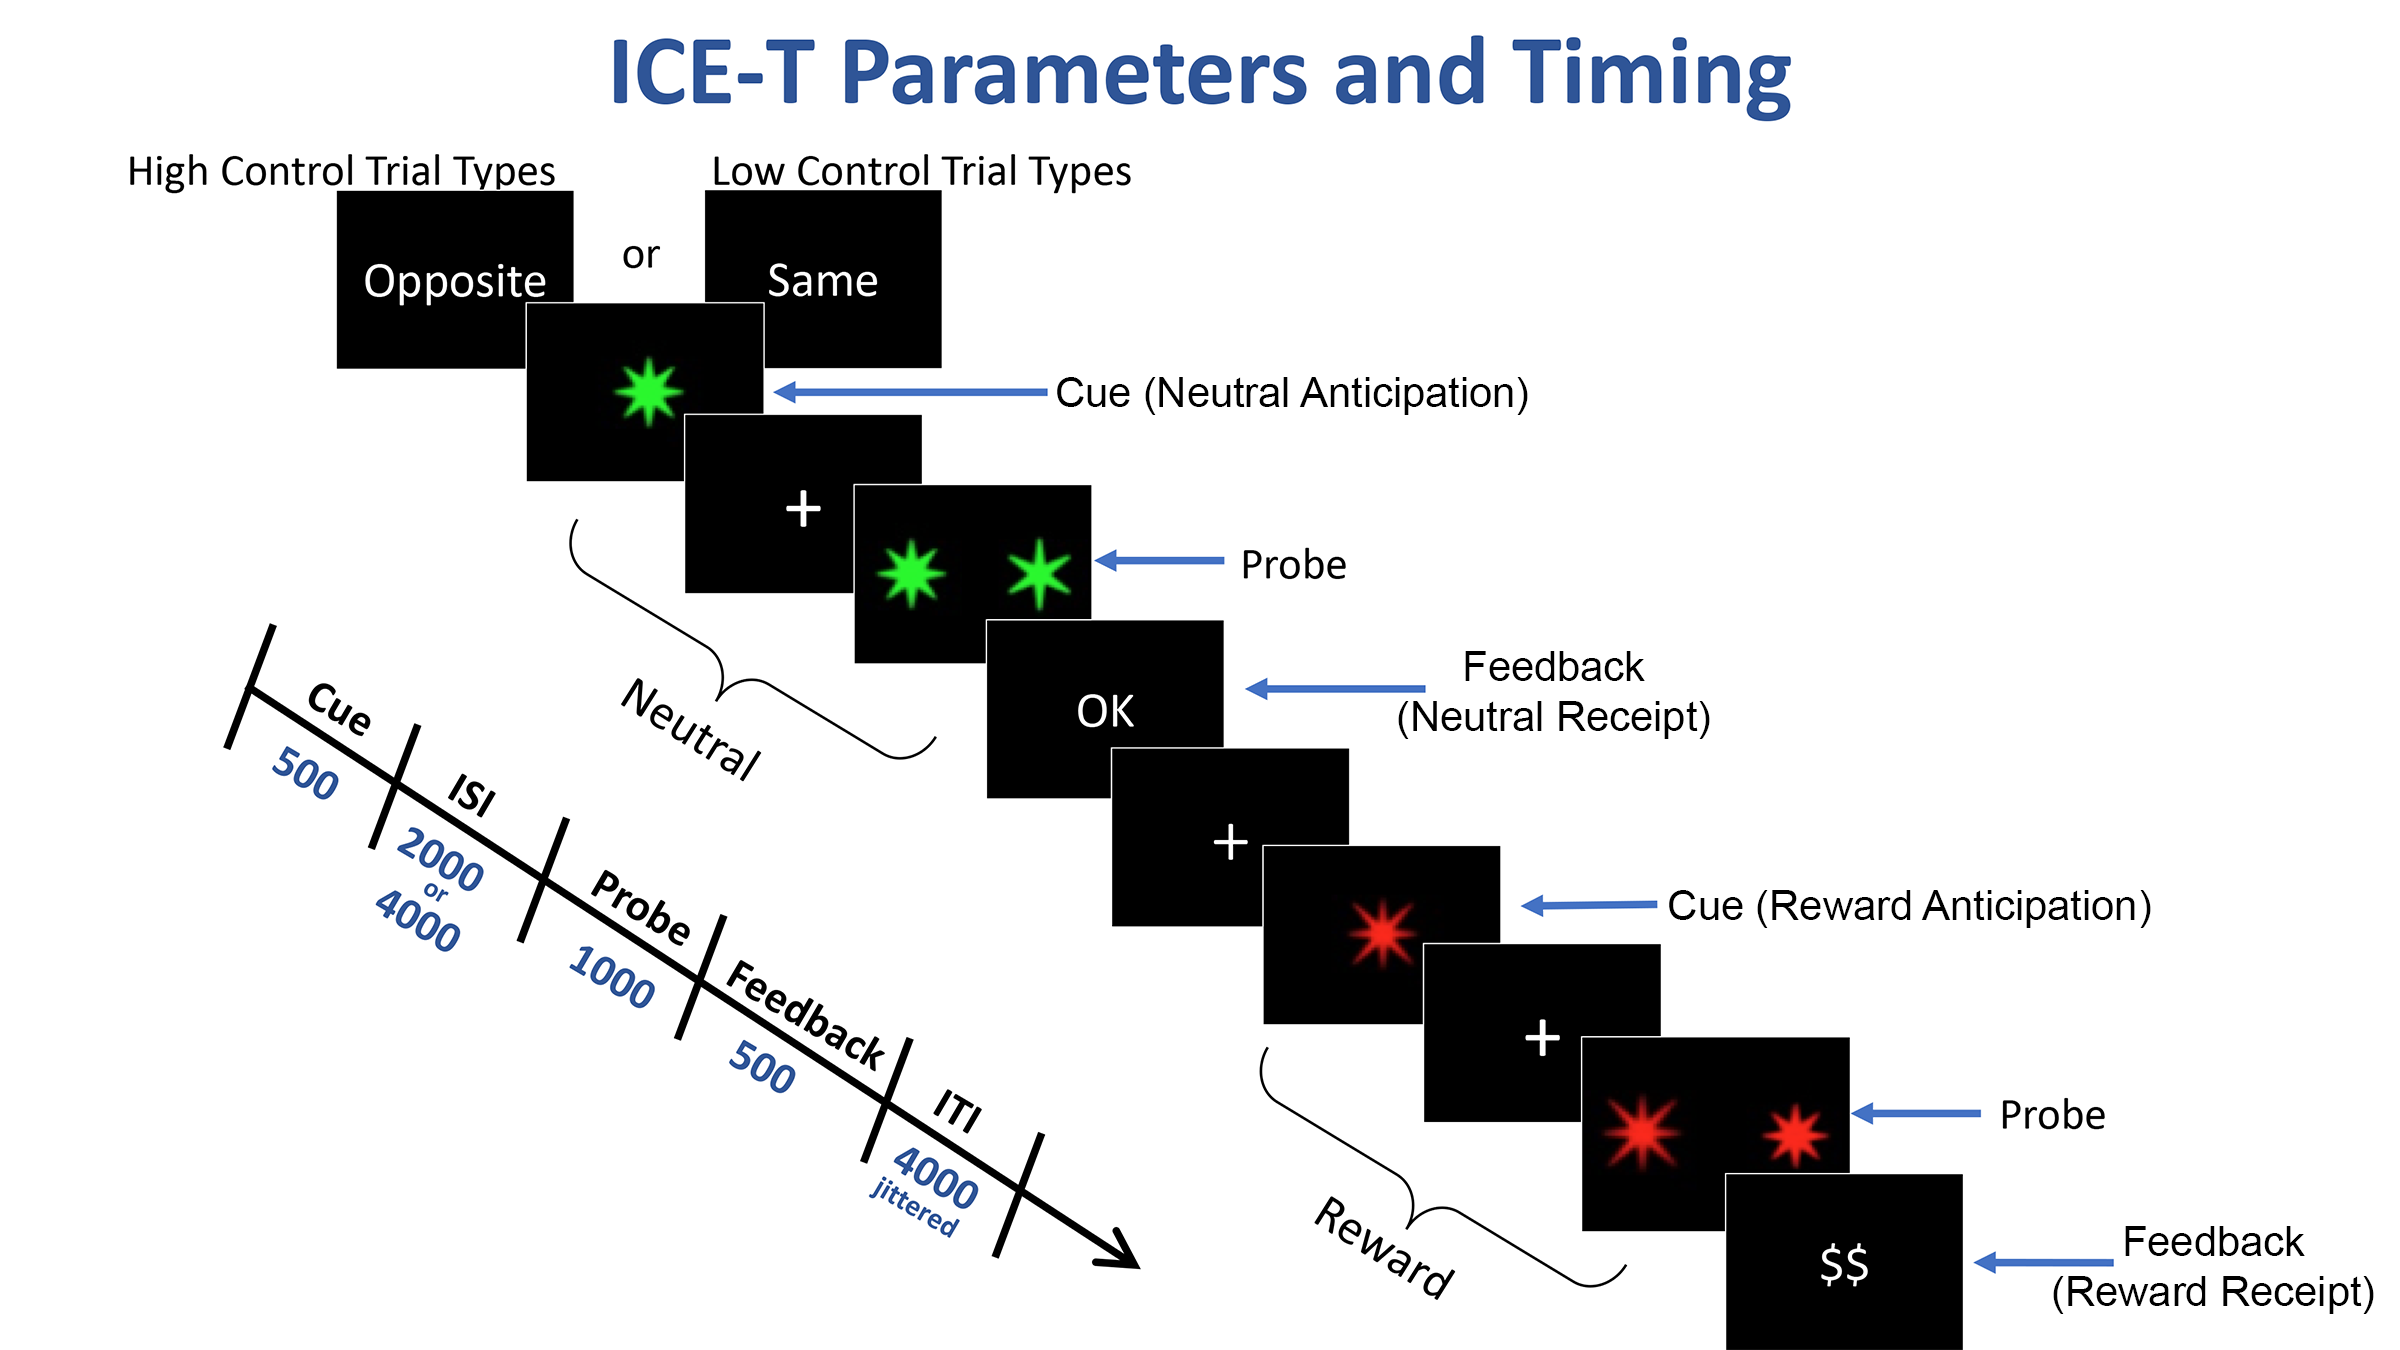 ICE-T Parameters and Timing
High Control Trial Types
Low Control Trial Types
Opposite
or
Same
Cue (Neutral Anticipation)
+
Probe
Neutral
OK
Feedback
(Neutral Receipt)
+
Cue (Reward Anticipation)
+
Probe
Reward
$$
Feedback
(Reward Receipt)
Cue
500
ISI
2000
or
4000
Probe
1000
Feedback
500
ITI
4000
jittered